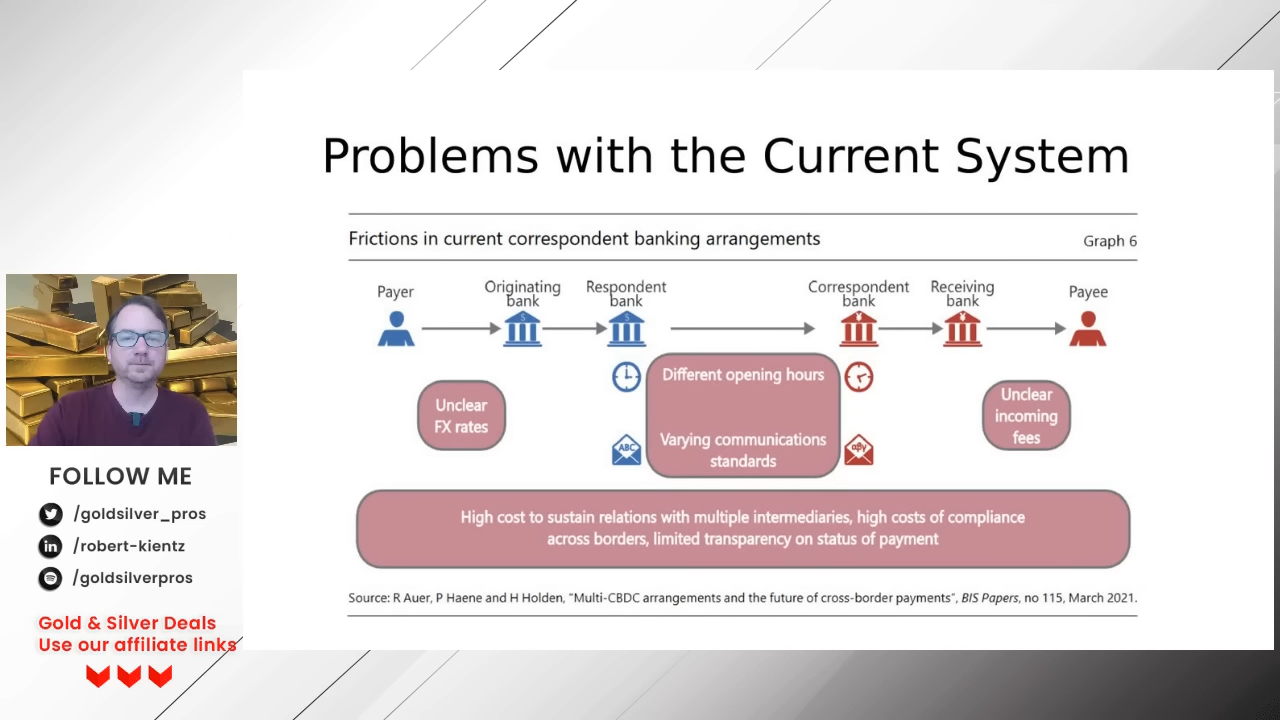 Problems with the Current System
Frictions in current correspondent banking arrangements
Graph 6
Payer
Originating
bank
Respondent
bank
Correspondent
bank
Receiving
bank
Payee
$
$
¥
¥
Unclear
FX rates
Different opening hours
Varying communications
standards
ABC
αβγ
Unclear
incoming
fees
High cost to sustain relations with multiple intermediaries, high costs of compliance
across borders, limited transparency on status of payment
Source: R Auer, P Haene and H Holden, "Multi-CBDC arrangements and the future of cross-border payments", BIS Papers, no 115, March 2021.
FOLLOW ME
/goldsilver_pros
in /robert-kientz
/goldsilverpros
Gold & Silver Deals
Use our affiliate links